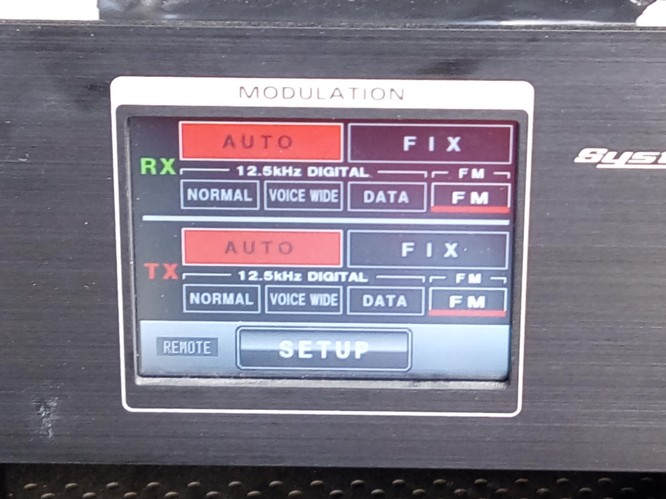 MODULATION
AUTO FIX
RX 12.5kHz DIGITAL FM
NORMAL VOICE WIDE DATA FM
AUTO FIX
TX 12.5kHz DIGITAL FM
NORMAL VOICE WIDE DATA FM
REMOTE SETUP